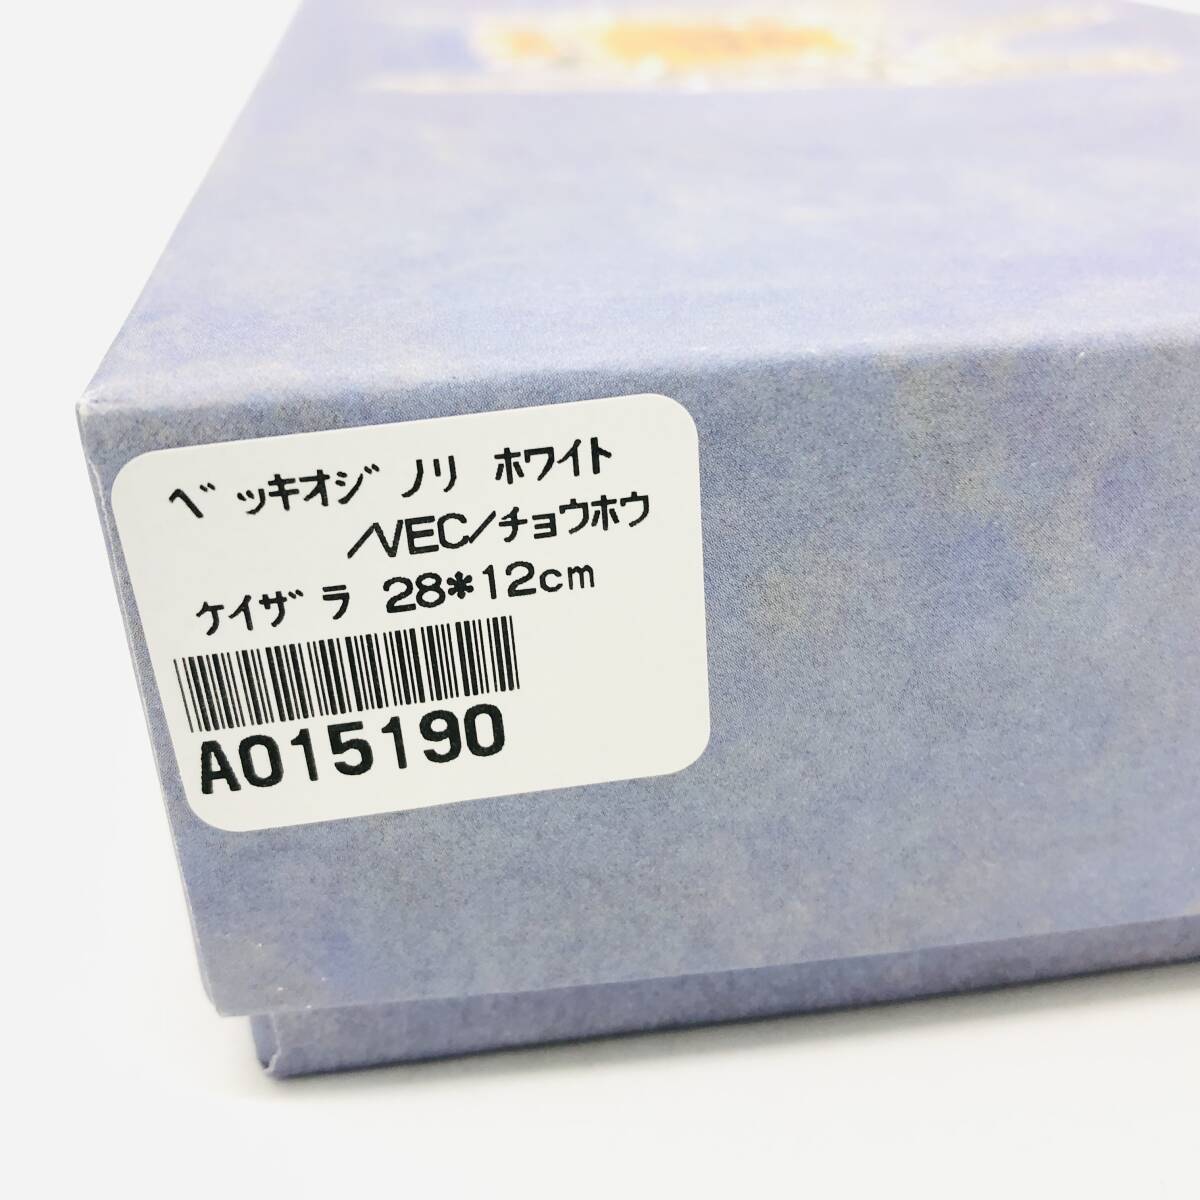 ﾍﾞｯｷｵｼﾞﾉﾘ ﾎﾜｲﾄ
/VEC/ﾁｮｳﾎｳ
ｹｲｻﾞﾗ 28*12cm
A015190